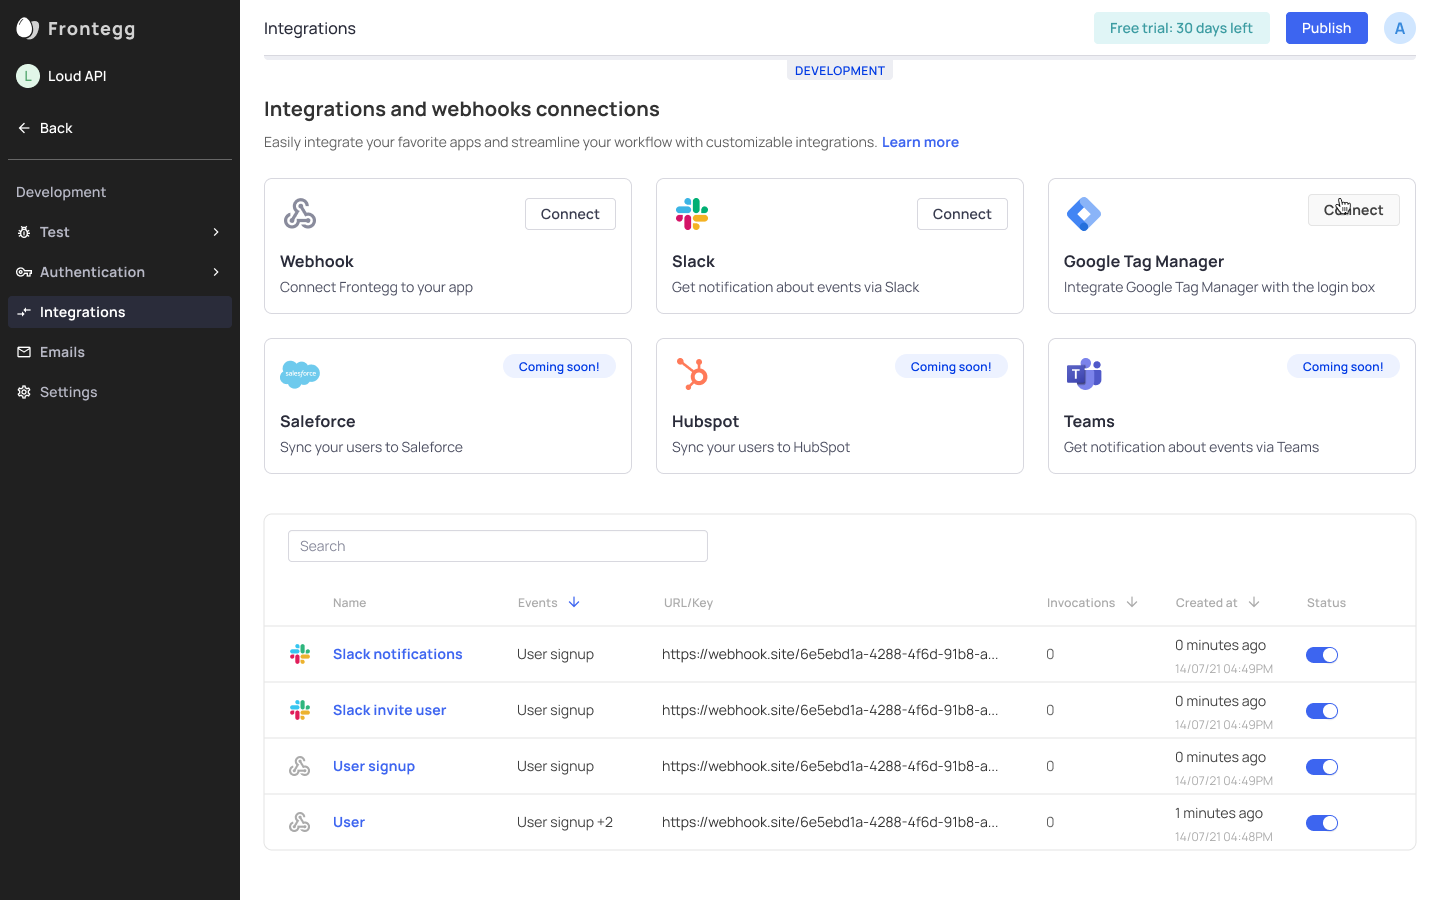 Frontegg
Integrations
Free trial: 30 days left
Publish
A
L
Loud API
DEVELOPMENT
Back
Integrations and webhooks connections
Easily integrate your favorite apps and streamline your workflow with customizable integrations. Learn more
Development
Test
Authentication
Integrations
Emails
Settings
Connect
Webhook
Connect Frontegg to your app
Connect
Slack
Get notification about events via Slack
Connect
Google Tag Manager
Integrate Google Tag Manager with the login box
salesforce
Coming soon!
Saleforce
Sync your users to Saleforce
Coming soon!
Hubspot
Sync your users to HubSpot
T
Coming soon!
Teams
Get notification about events via Teams
Search
Name Events URL/Key Invocations Created at Status
Slack notifications User signup https://webhook.site/6e5ebd1a-4288-4f6d-91b8-a... 0 0 minutes ago
14/07/21 04:49PM
Slack invite user User signup https://webhook.site/6e5ebd1a-4288-4f6d-91b8-a... 0 0 minutes ago
14/07/21 04:49PM
User signup User signup https://webhook.site/6e5ebd1a-4288-4f6d-91b8-a... 0 0 minutes ago
14/07/21 04:49PM
User User signup +2 https://webhook.site/6e5ebd1a-4288-4f6d-91b8-a... 0 1 minutes ago
14/07/21 04:48PM